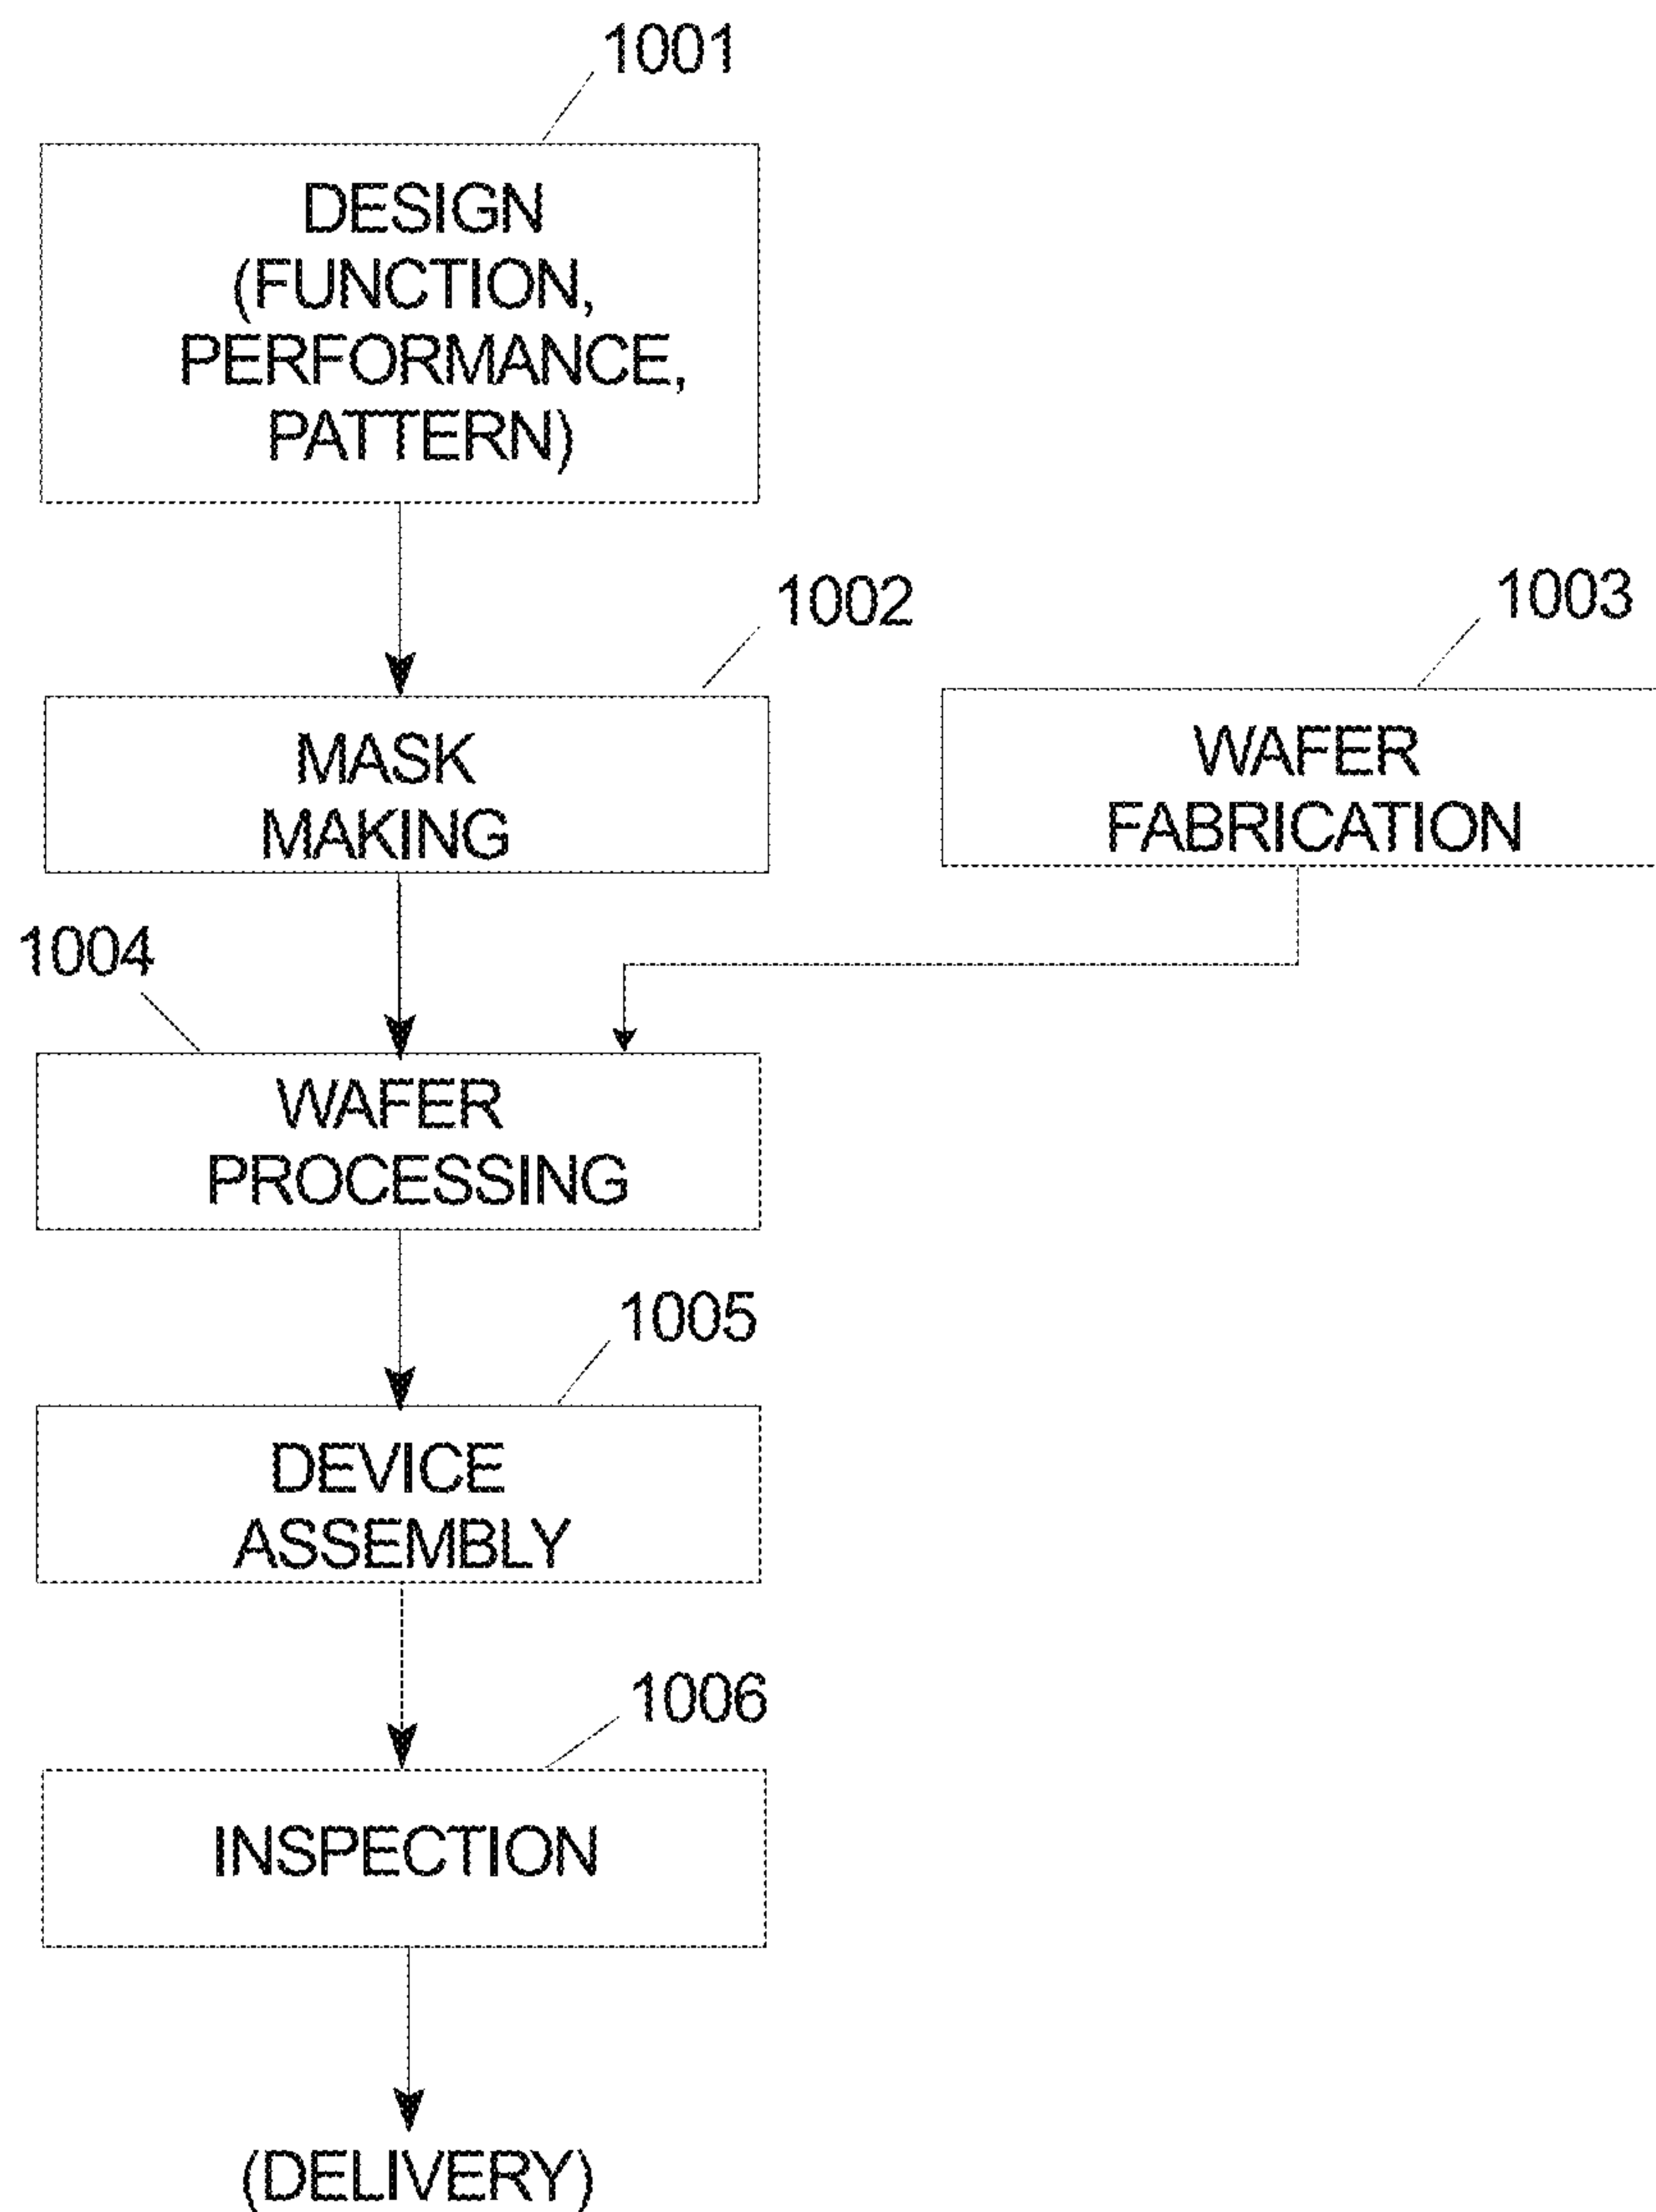 1001
DESIGN
(FUNCTION,
PERFORMANCE,
PATTERN)
1002
MASK
MAKING
1003
WAFER
FABRICATION
1004
WAFER
PROCESSING
1005
DEVICE
ASSEMBLY
1006
INSPECTION
(DELIVERY)